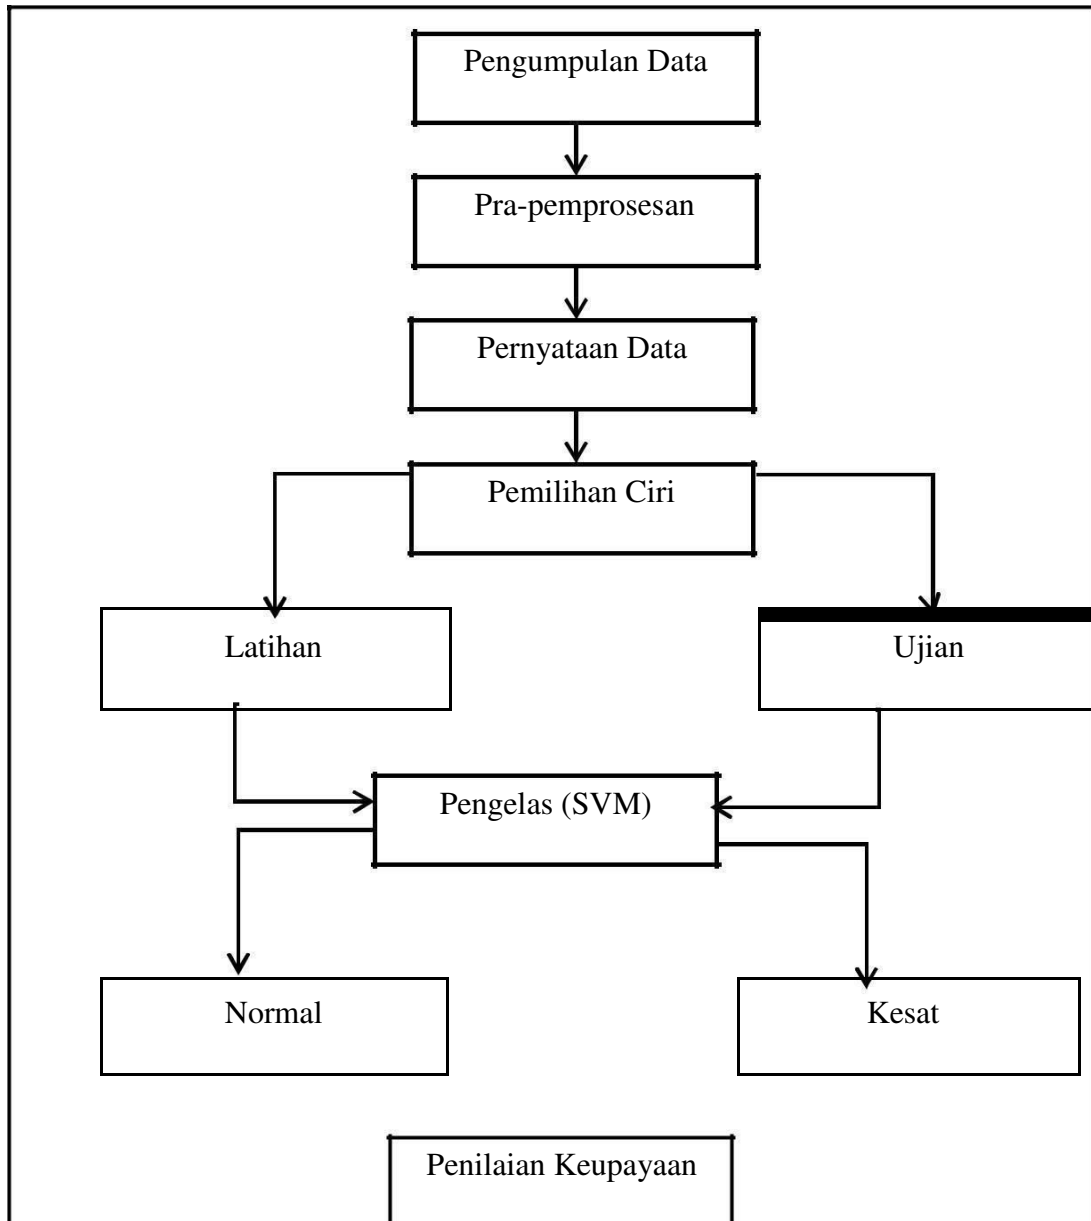 Pengumpulan Data
Pra-pemprosesan
Pernyataan Data
Pemilihan Ciri
Latihan
Ujian
Pengelas (SVM)
Normal
Kesat
Penilaian Keupayaan